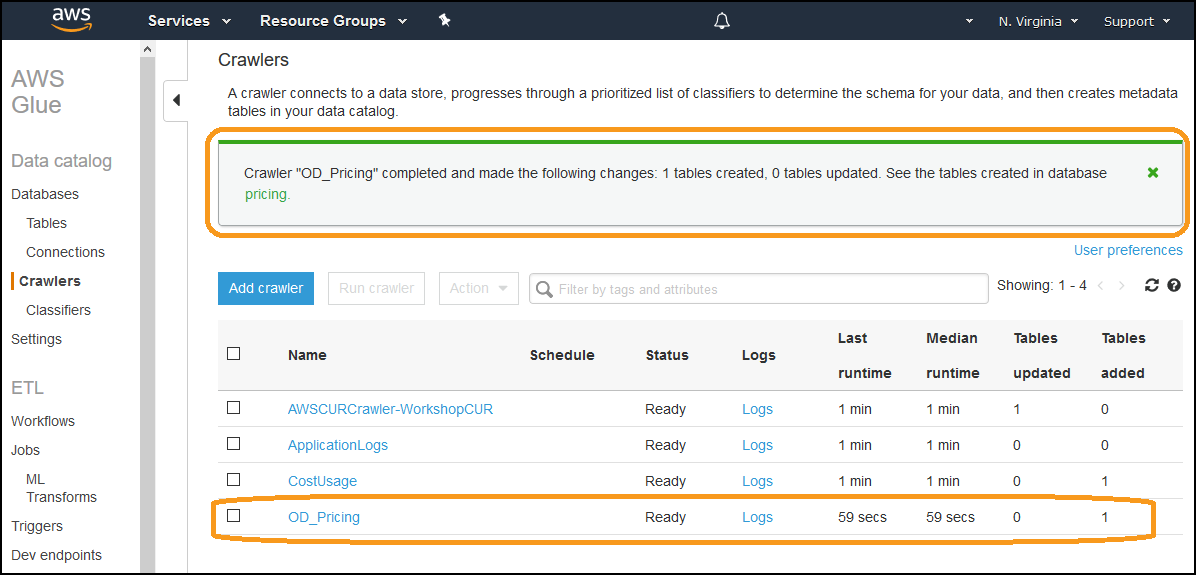 aws Services Resource Groups N. Virginia Support
AWS
Glue
Data catalog
Databases
Tables
Connections
Crawlers
Classifiers
Settings
ETL
Workflows
Jobs
ML
Transforms
Triggers
Dev endpoints
Crawlers
A crawler connects to a data store, progresses through a prioritized list of classifiers to determine the schema for your data, and then creates metadata
tables in your data catalog.
Crawler "OD_Pricing" completed and made the following changes: 1 tables created, 0 tables updated. See the tables created in database
pricing.
User preferences
Add crawler Run crawler Action Filter by tags and attributes Showing: 1 - 4
Name Schedule Status Logs Last runtime Median runtime Tables updated Tables added
AWSCURCrawler-WorkshopCUR Ready Logs 1 min 1 min 1 0
ApplicationLogs Ready Logs 1 min 1 min 0 0
CostUsage Ready Logs 1 min 1 min 0 1
OD_Pricing Ready Logs 59 secs 59 secs 0 1